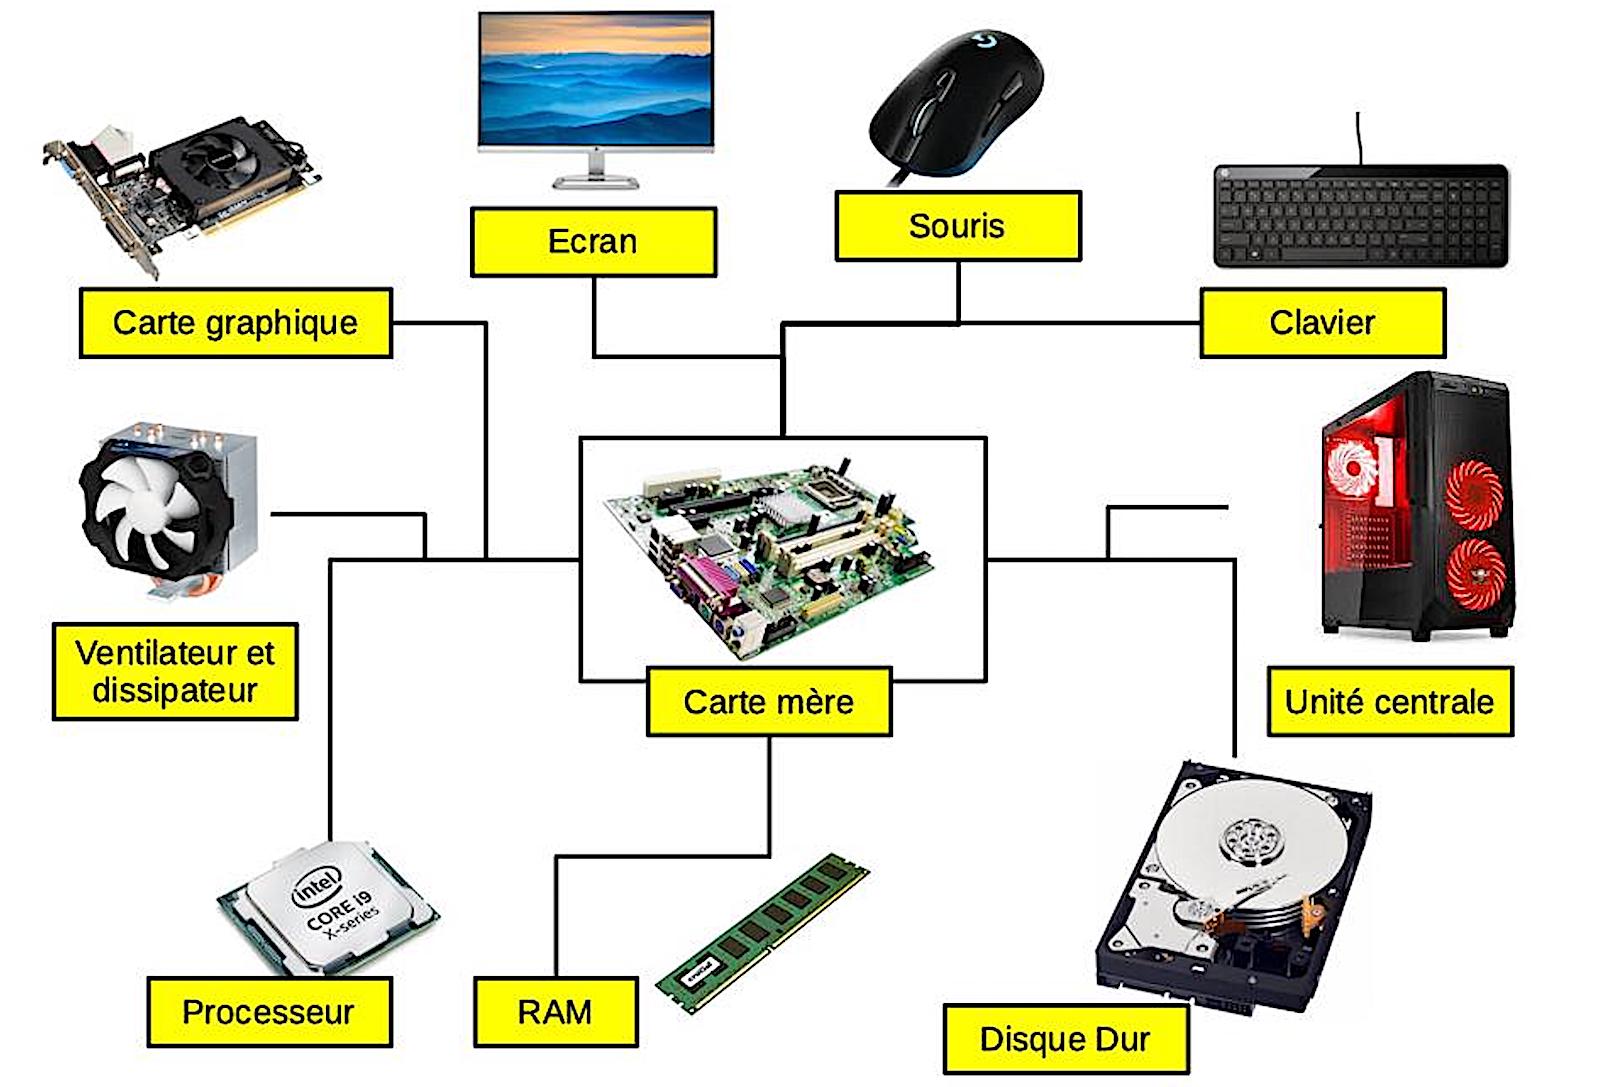 Ecran
Souris
Carte graphique
Clavier
Ventilateur et
dissipateur
Carte mère
Unité centrale
intel
CORE i9
X-series
crucial
Processeur
RAM
Disque Dur